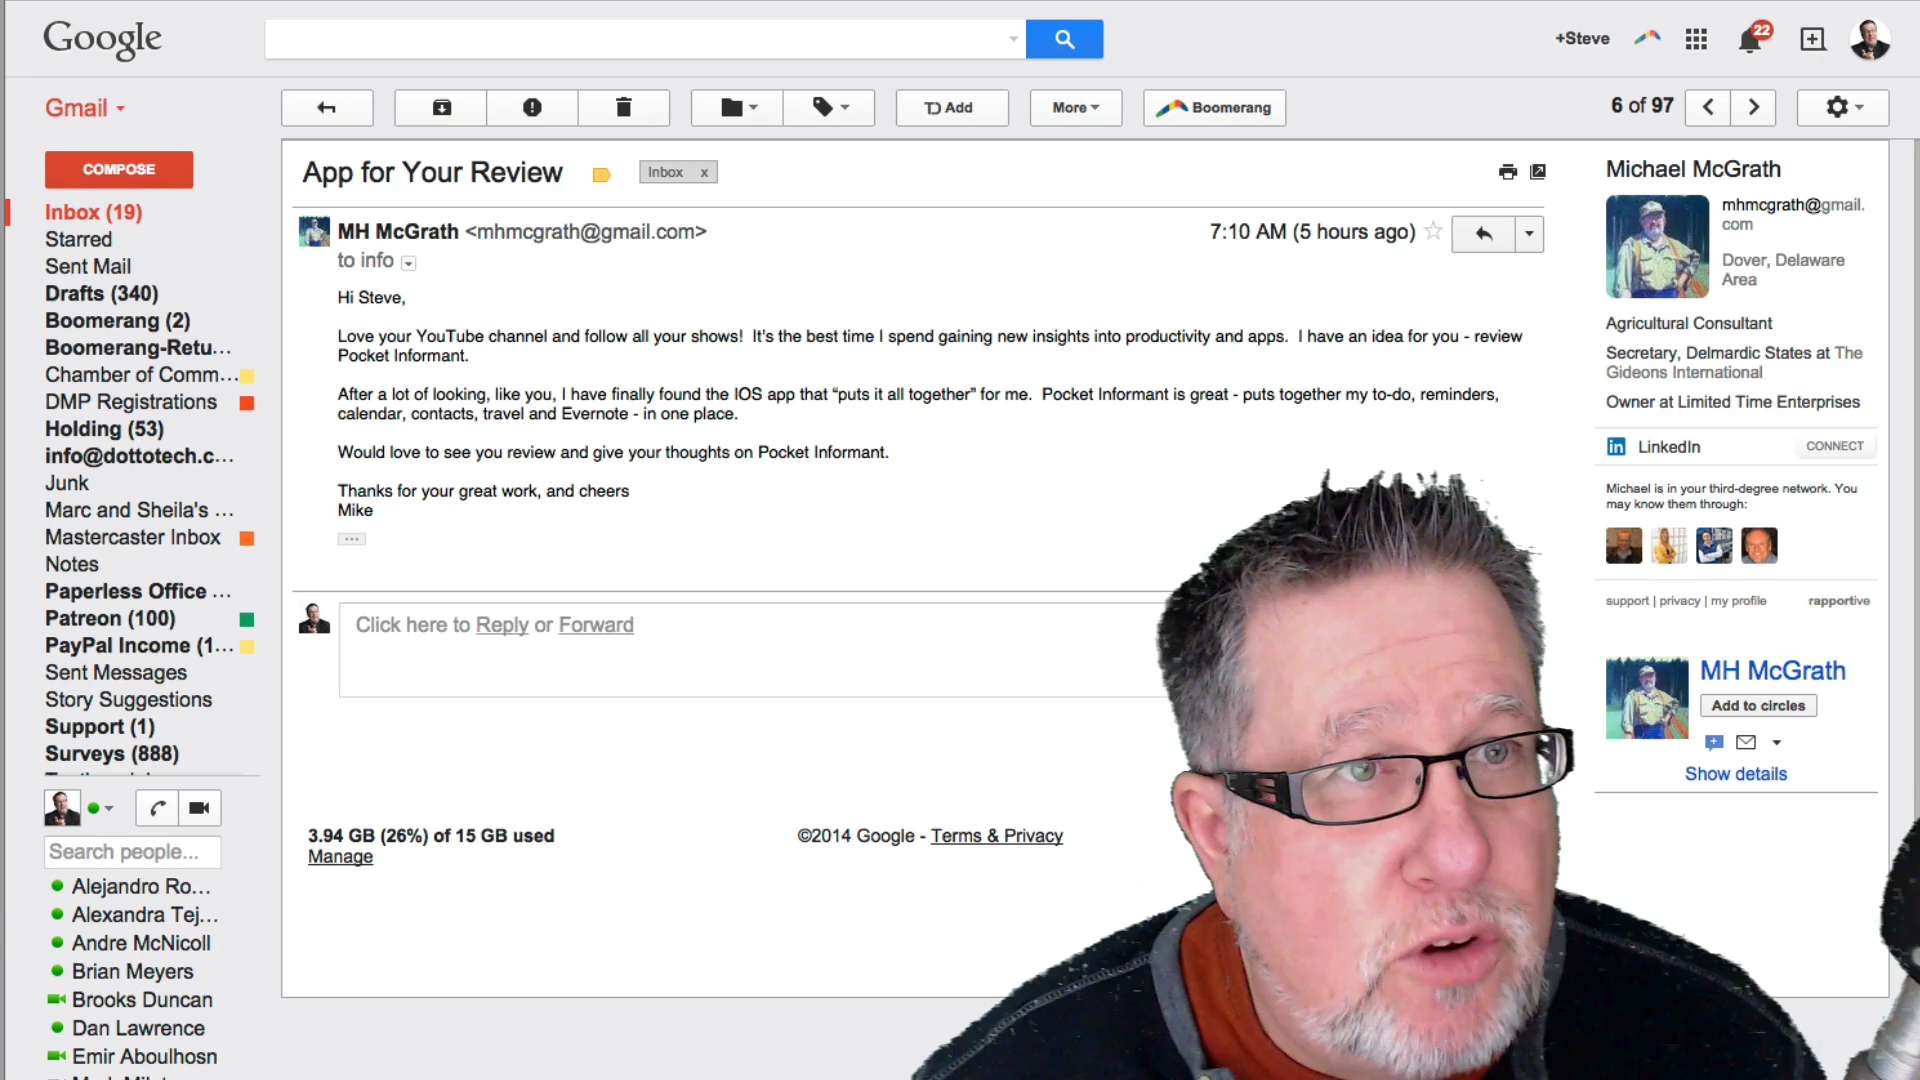 Google
+Steve
22
Gmail
Add
More
Boomerang
6 of 97
COMPOSE
Inbox (19)
Starred
Sent Mail
Drafts (340)
Boomerang (2)
Boomerang-Retu...
Chamber of Comm...
DMP Registrations
Holding (53)
info@dottotech.c...
Junk
Marc and Sheila's ...
Mastercaster Inbox
Notes
Paperless Office ...
Patreon (100)
PayPal Income (1...
Sent Messages
Story Suggestions
Support (1)
Surveys (888)
Search people...
Alejandro Ro...
Alexandra Tej...
Andre McNicoll
Brian Meyers
Brooks Duncan
Dan Lawrence
Emir Aboulhosn
App for Your Review
Inbox x
MH McGrath <mhmcgrath@gmail.com>
7:10 AM (5 hours ago)
to info
Hi Steve,
Love your YouTube channel and follow all your shows!  It's the best time I spend gaining new insights into productivity and apps.  I have an idea for you - review
Pocket Informant.
After a lot of looking, like you, I have finally found the IOS app that “puts it all together” for me.  Pocket Informant is great - puts together my to-do, reminders,
calendar, contacts, travel and Evernote - in one place.
Would love to see you review and give your thoughts on Pocket Informant.
Thanks for your great work, and cheers
Mike
Click here to Reply or Forward
3.94 GB (26%) of 15 GB used
Manage
©2014 Google - Terms & Privacy
Michael McGrath
mhmcgrath@gmail.
com
Dover, Delaware
Area
Agricultural Consultant
Secretary, Delmardic States at The
Gideons International
Owner at Limited Time Enterprises
in LinkedIn
CONNECT
Michael is in your third-degree network. You
may know them through:
support | privacy | my profile
rapportive
MH McGrath
Add to circles
Show details